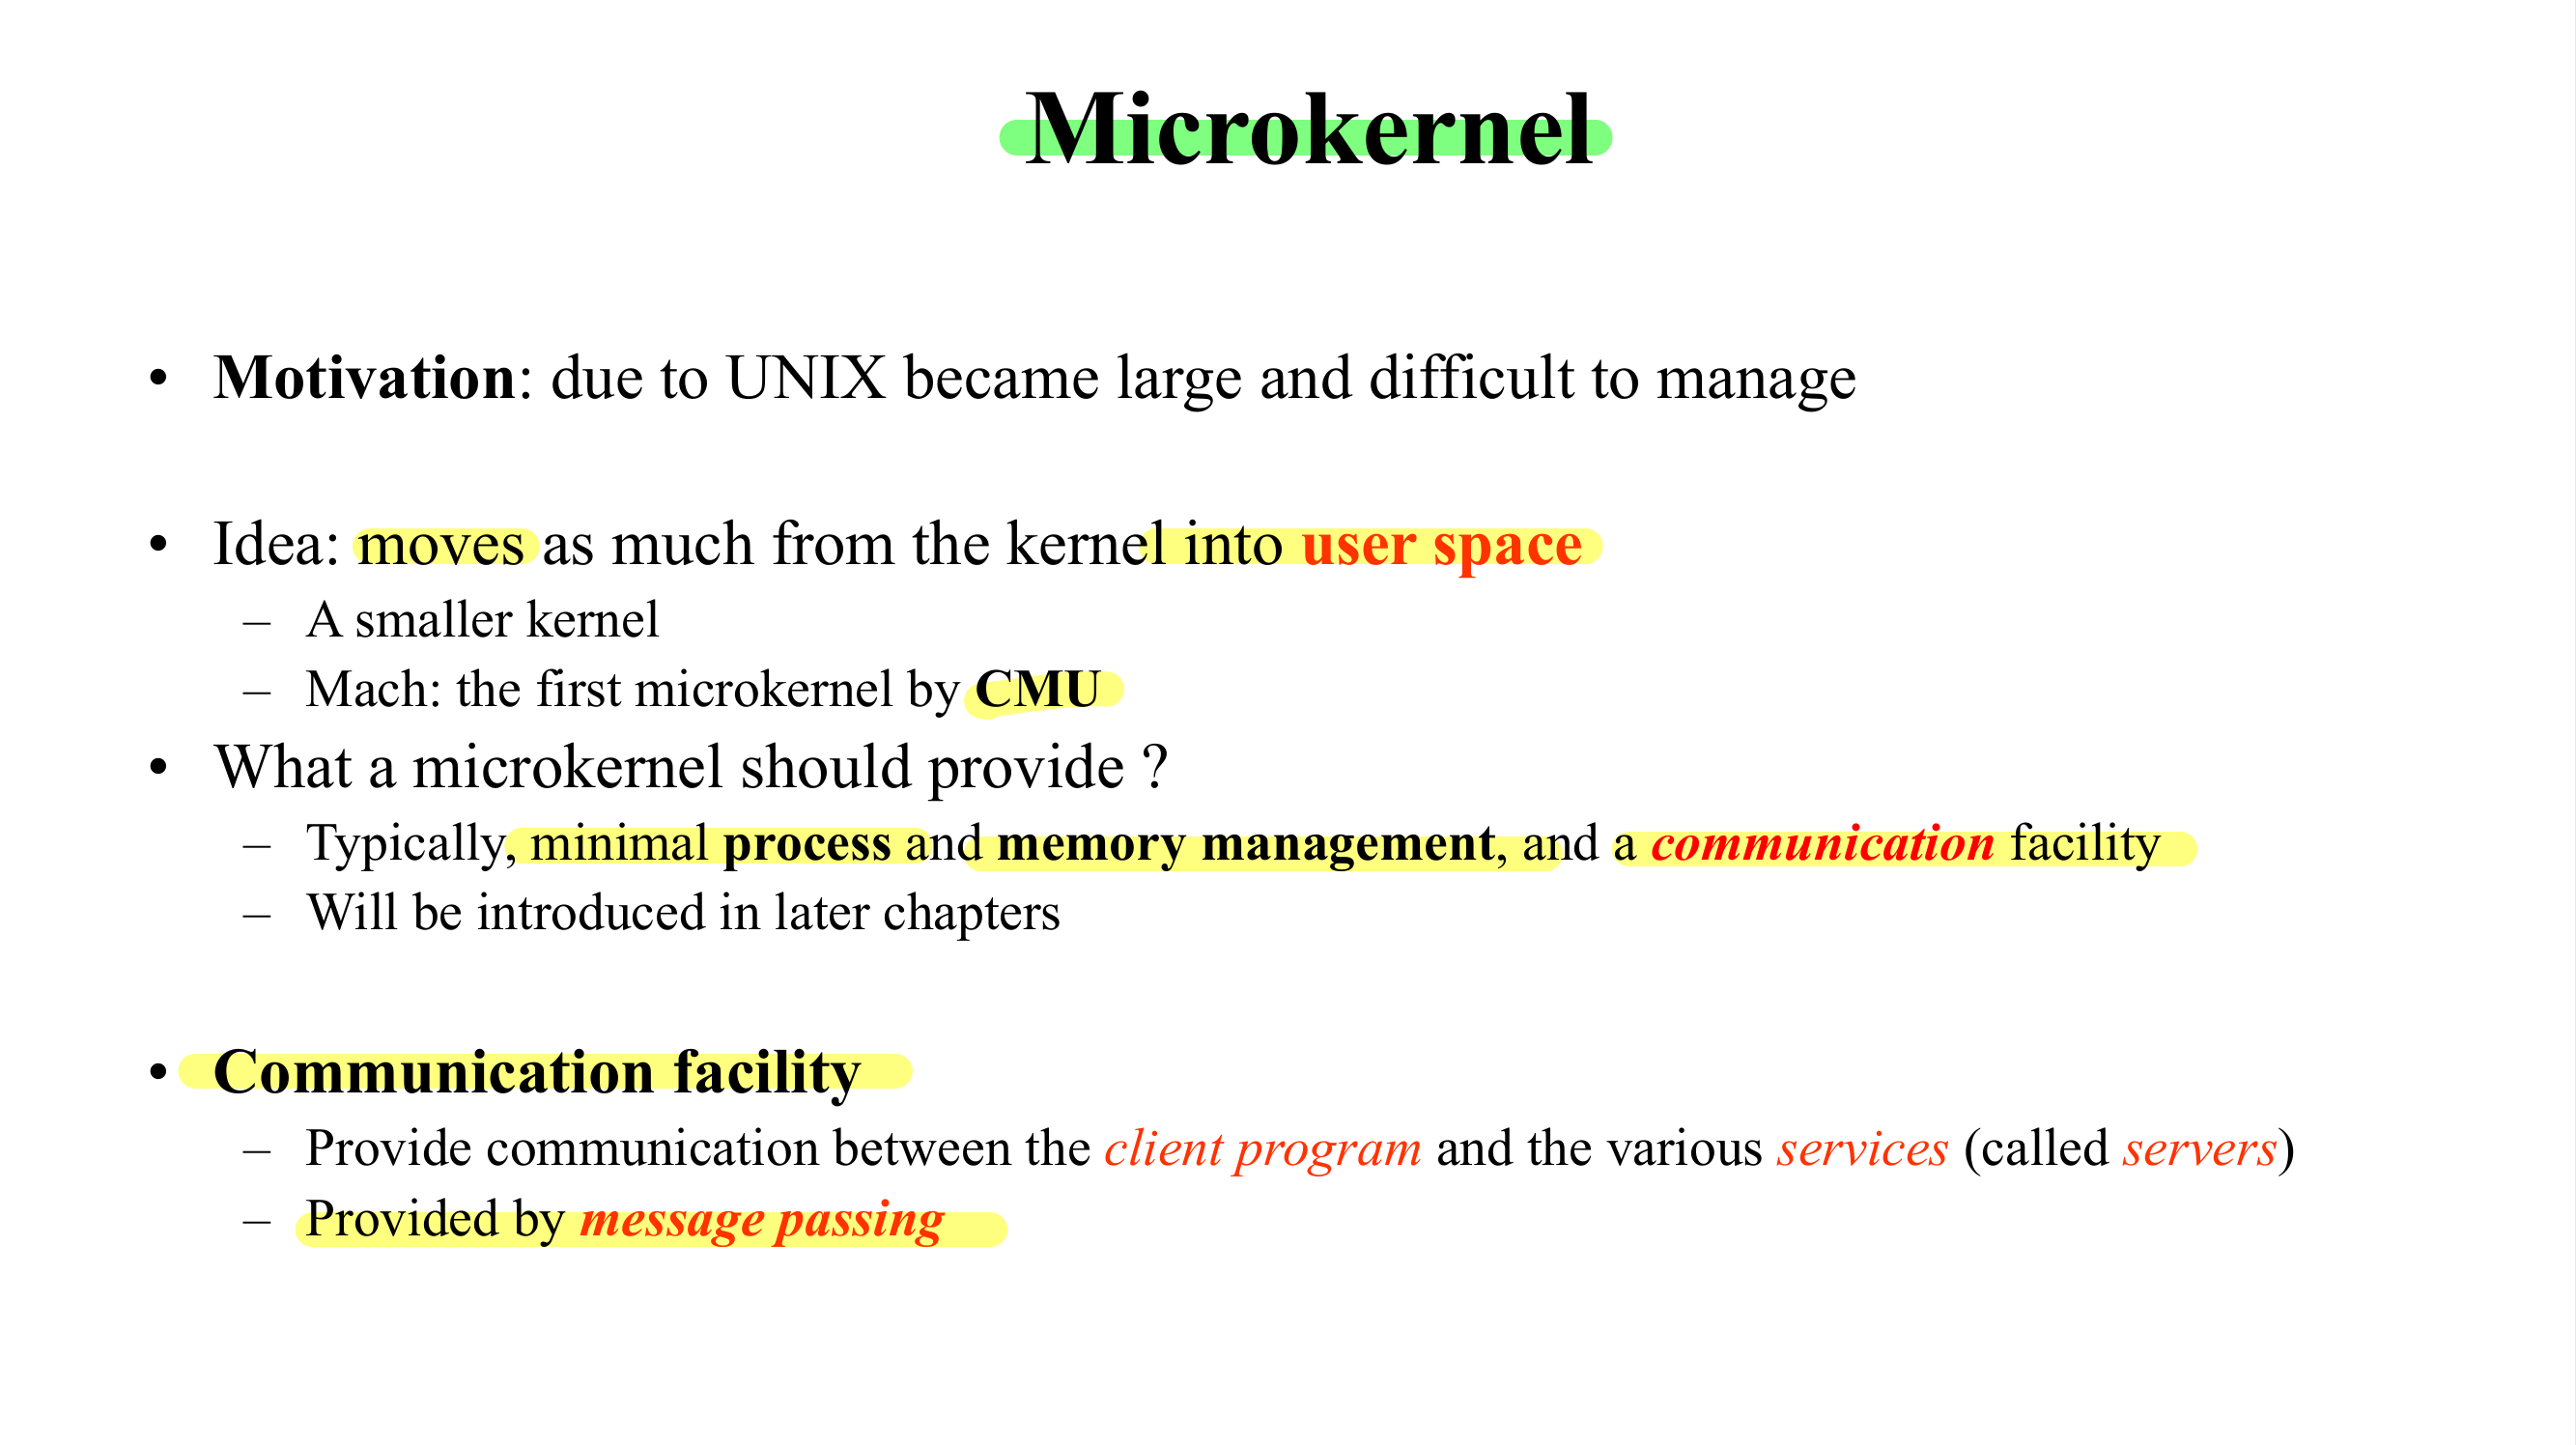 Microkernel
• Motivation: due to UNIX became large and difficult to manage
• Idea: moves as much from the kernel into user space
– A smaller kernel
– Mach: the first microkernel by CMU
• What a microkernel should provide ?
– Typically, minimal process and memory management, and a communication facility
– Will be introduced in later chapters
• Communication facility
– Provide communication between the client program and the various services (called servers)
– Provided by message passing